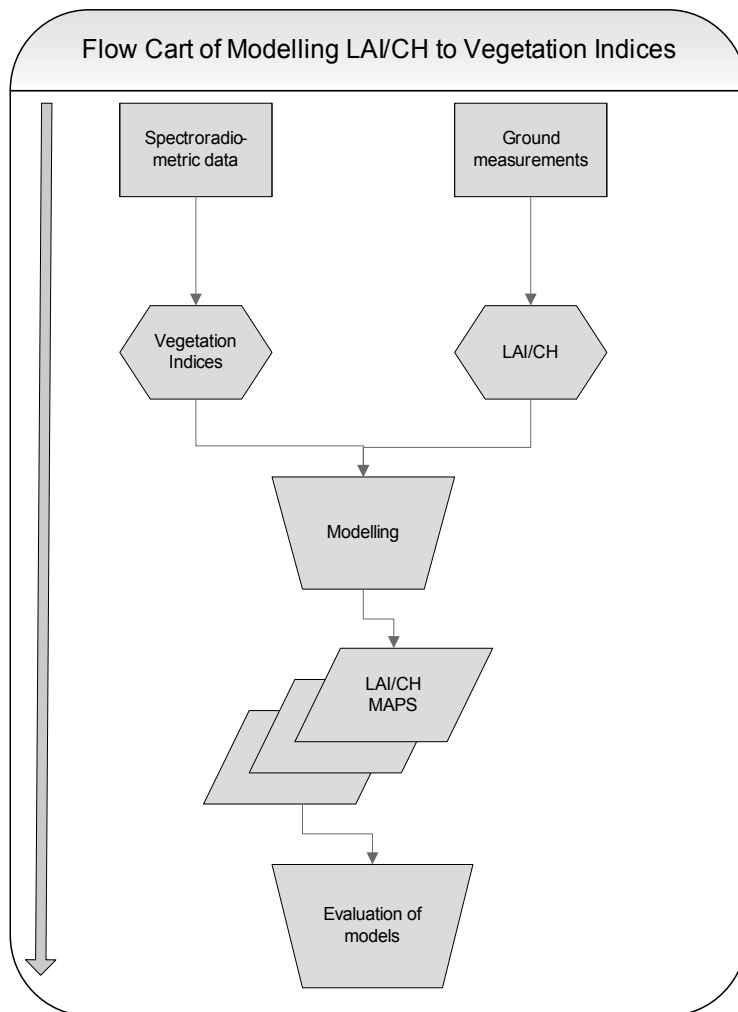 Flow Cart of Modelling LAI/CH to Vegetation Indices
Spectroradio-
metric data
Ground
measurements
Vegetation
Indices
LAI/CH
Modelling
LAI/CH
MAPS
Evaluation of
models